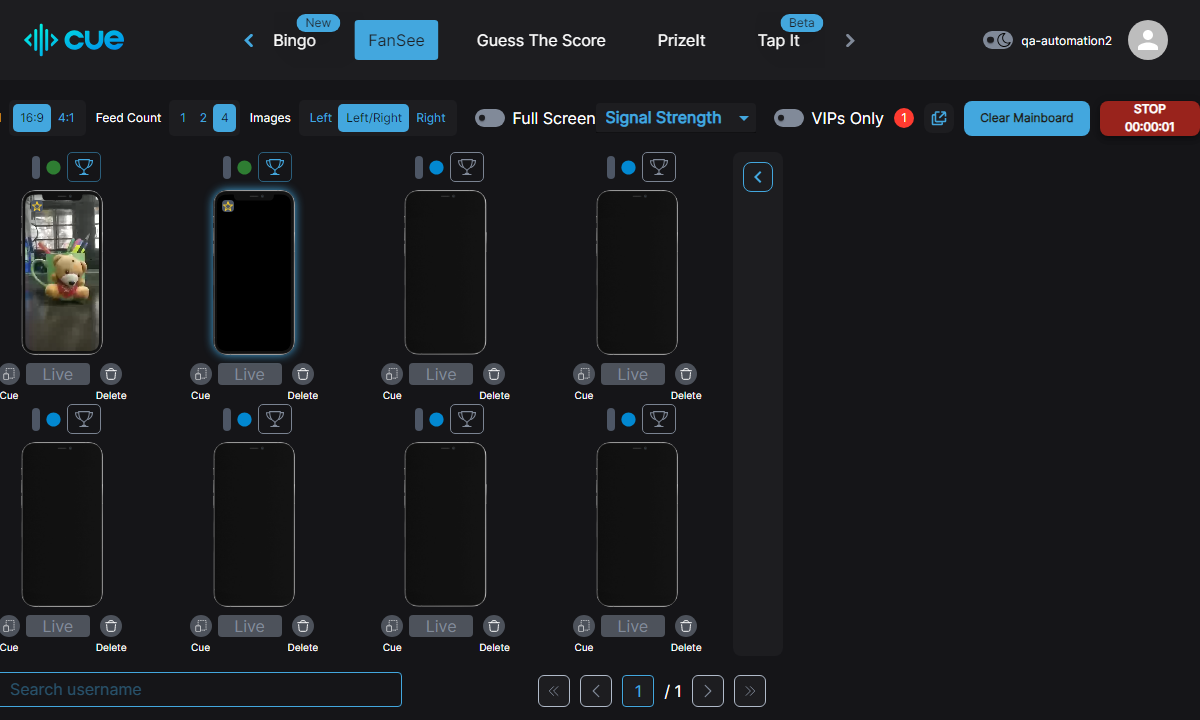 cue
New
Bingo
FanSee
Guess The Score
PrizeIt
Beta
Tap It
qa-automation2
16:9
4:1
Feed Count
1
2
4
Images
Left
Left/Right
Right
Full Screen
Signal Strength
VIPs Only
1
Clear Mainboard
STOP
00:00:01
Live
Live
Live
Live
Cue
Delete
Cue
Delete
Cue
Delete
Cue
Delete
Live
Live
Live
Live
Cue
Delete
Cue
Delete
Cue
Delete
Cue
Delete
Search username
1
/ 1